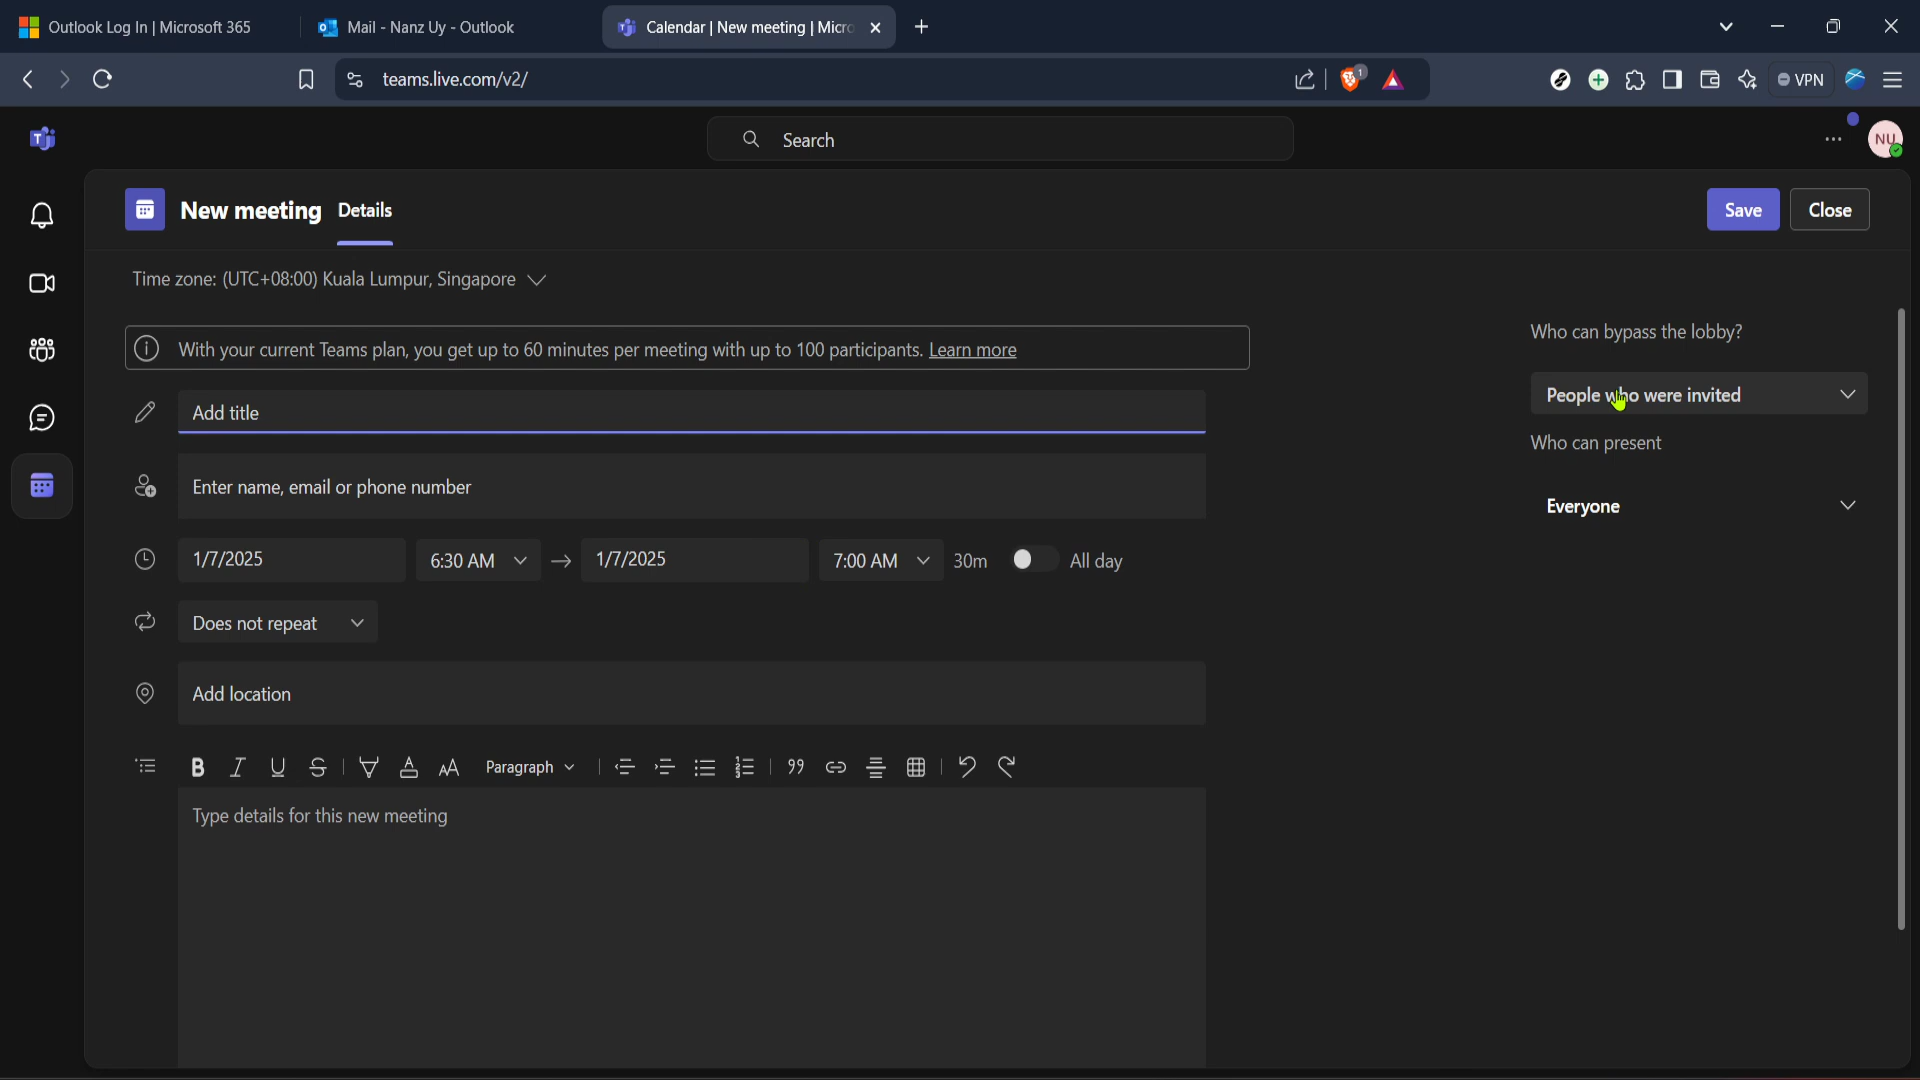 Outlook Log In | Microsoft 365
Mail - Nanz Uy - Outlook
Calendar | New meeting | Micro
teams.live.com/v2/
1
VPN
Search
NU
New meeting
Details
Save
Close
Time zone: (UTC+08:00) Kuala Lumpur, Singapore
With your current Teams plan, you get up to 60 minutes per meeting with up to 100 participants. Learn more
Who can bypass the lobby?
People who were invited
Who can present
Everyone
Add title
Enter name, email or phone number
1/7/2025
6:30 AM
1/7/2025
7:00 AM
30m
All day
Does not repeat
Add location
Paragraph
Type details for this new meeting